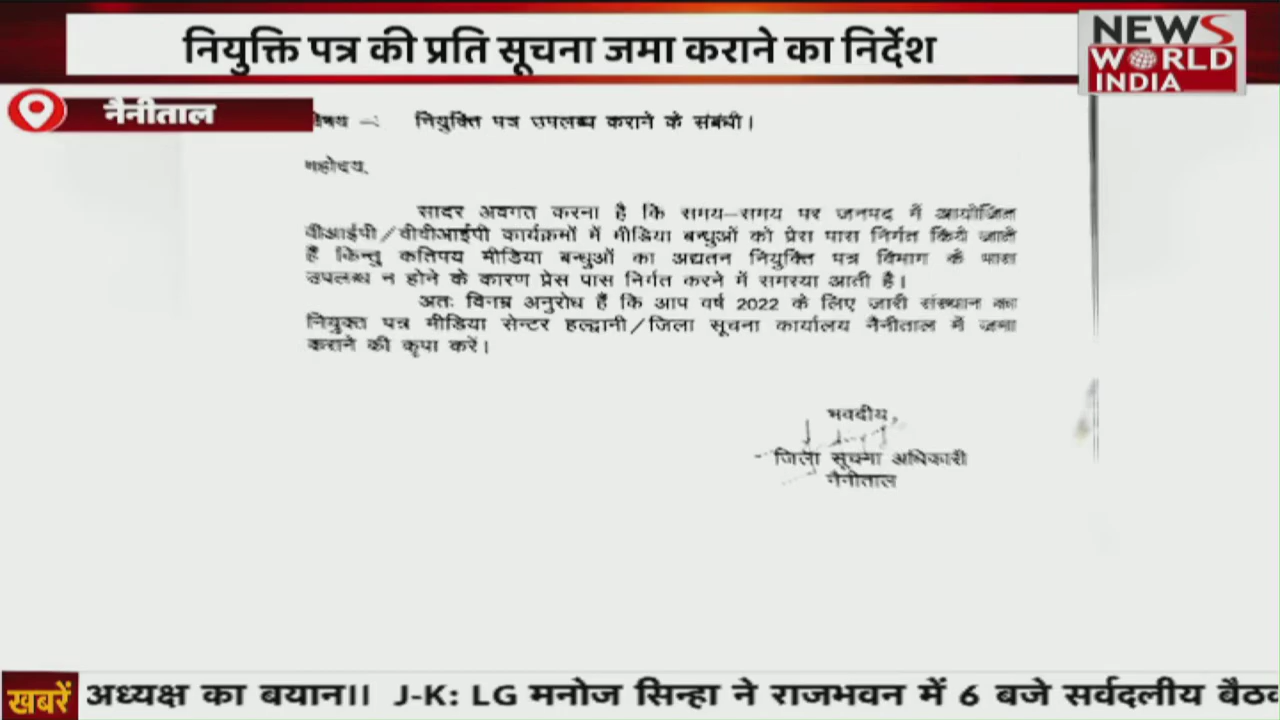 नियुक्ति पत्र की प्रति सूचना जमा कराने का निर्देश
NEWS
WORLD
INDIA
नैनीताल
विषय -: नियुक्ति पत्र उपलब्ध कराने के संबंधी।
महोदय,
सादर अवगत करना है कि समय-समय पर जनपद में आयोजित
वीआईपी/वीवीआईपी कार्यक्रमों में मीडिया बन्धुओं को प्रेस पास निर्गत किये जाते
हैं किन्तु कतिपय मीडिया बन्धुओं का अद्यतन नियुक्ति पत्र विभाग के पास
उपलब्ध न होने के कारण प्रेस पास निर्गत करने में समस्या आती है।
अतः विनम्र अनुरोध हैं कि आप वर्ष 2022 के लिए जारी संस्थान का
नियुक्त पत्र मीडिया सेन्टर हल्द्वानी/जिला सूचना कार्यालय नैनीताल में जमा
कराने की कृपा करें।
भवदीय,
जिला सूचना अधिकारी
नैनीताल
खबरें अध्यक्ष का बयान।। J-K: LG मनोज सिन्हा ने राजभवन में 6 बजे सर्वदलीय बैठक